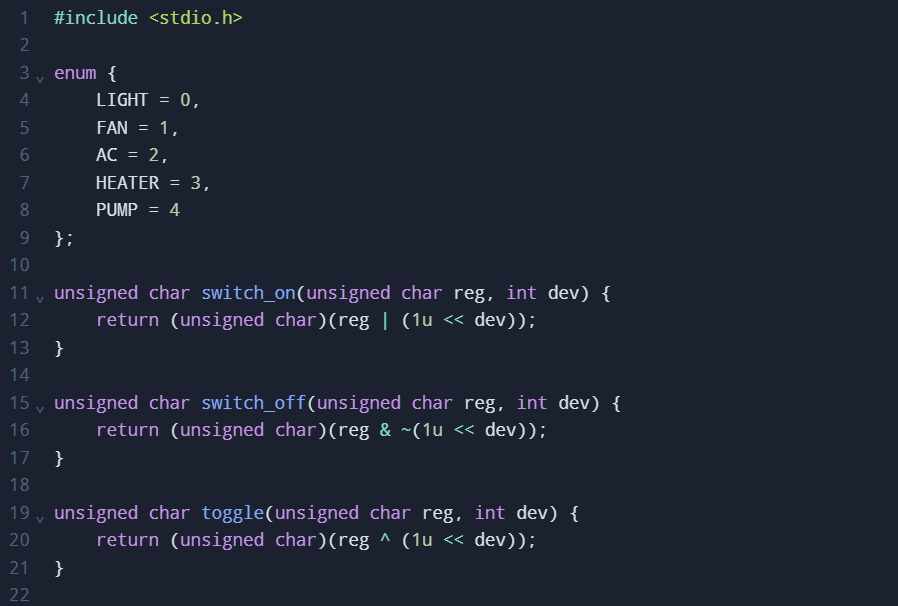 1 #include <stdio.h>
2
3 enum {
4     LIGHT = 0,
5     FAN = 1,
6     AC = 2,
7     HEATER = 3,
8     PUMP = 4
9 };
10
11 unsigned char switch_on(unsigned char reg, int dev) {
12     return (unsigned char)(reg | (1u << dev));
13 }
14
15 unsigned char switch_off(unsigned char reg, int dev) {
16     return (unsigned char)(reg & ~(1u << dev));
17 }
18
19 unsigned char toggle(unsigned char reg, int dev) {
20     return (unsigned char)(reg ^ (1u << dev));
21 }
22